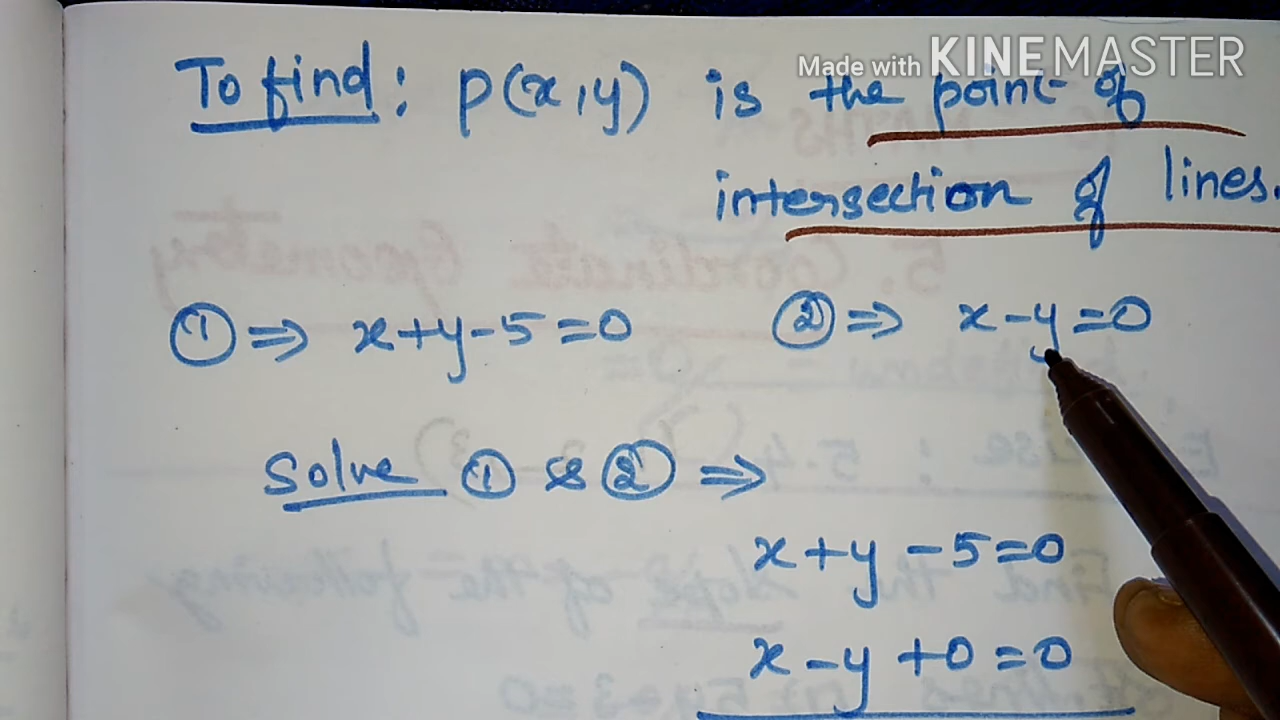 Made with KINEMASTER
To find: P(x,y) is the point of
intersection of lines.
① ⇒ x+y-5=0 ② ⇒ x-y=0
Solve ① & ② ⇒
x+y-5=0
x-y+0=0